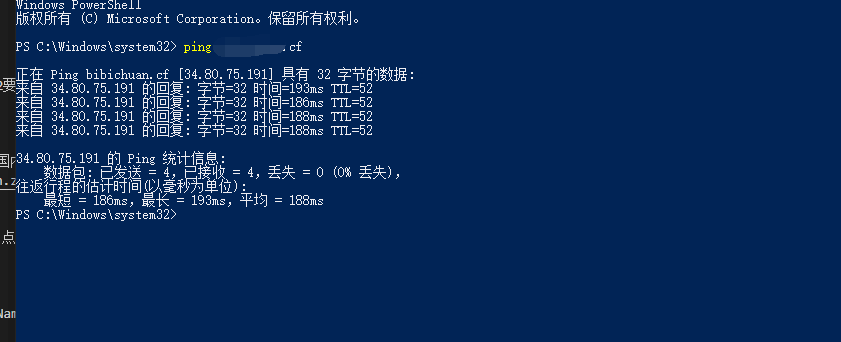 Windows PowerShell
版权所有 (C) Microsoft Corporation。保留所有权利。
PS C:\Windows\system32> ping .cf
正在 Ping bibichuan.cf [34.80.75.191] 具有 32 字节的数据:
来自 34.80.75.191 的回复: 字节=32 时间=193ms TTL=52
来自 34.80.75.191 的回复: 字节=32 时间=186ms TTL=52
来自 34.80.75.191 的回复: 字节=32 时间=188ms TTL=52
来自 34.80.75.191 的回复: 字节=32 时间=188ms TTL=52
34.80.75.191 的 Ping 统计信息:
数据包: 已发送 = 4，已接收 = 4，丢失 = 0 (0% 丢失)，
往返行程的估计时间(以毫秒为单位):
最短 = 186ms，最长 = 193ms，平均 = 188ms
PS C:\Windows\system32>
要
点